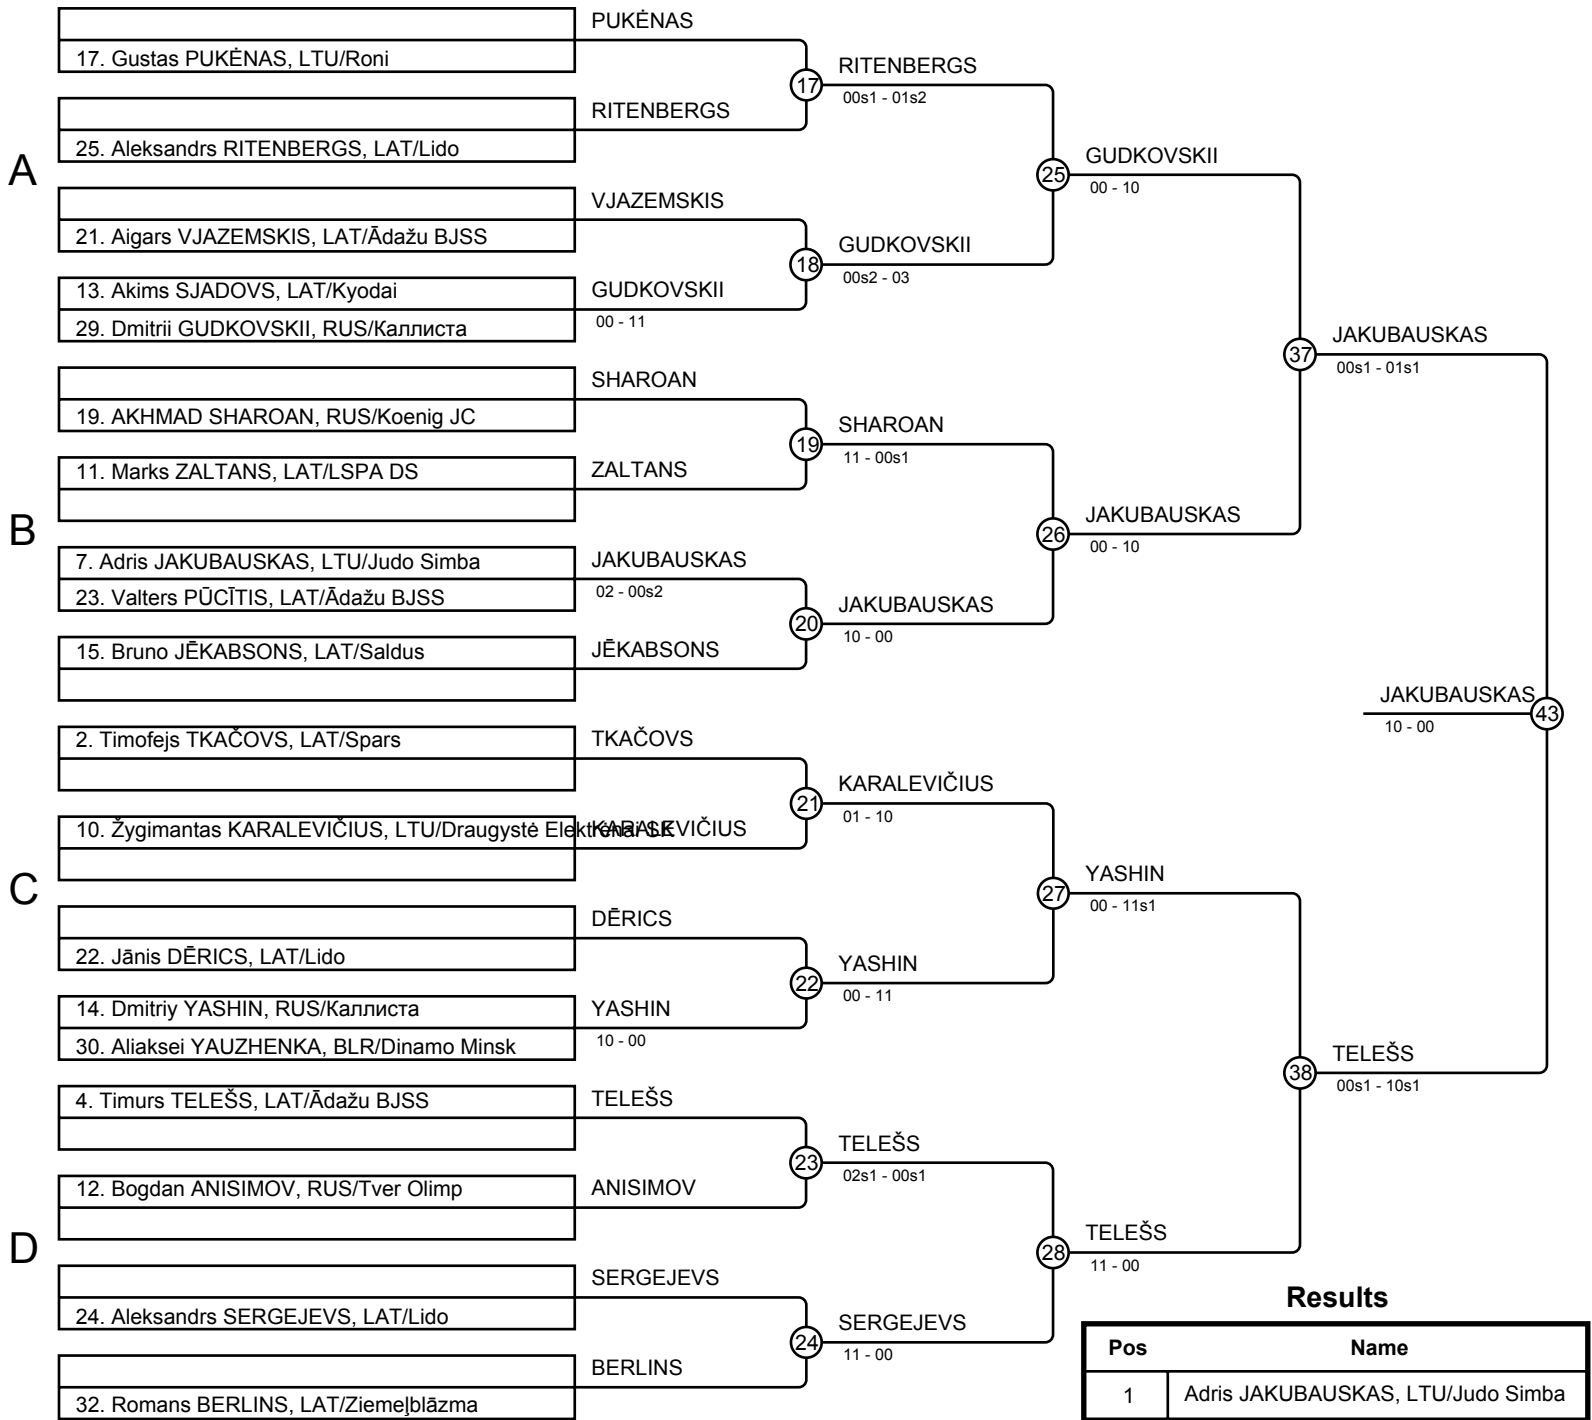 PUKĖNAS
17. Gustas PUKĖNAS, LTU/Roni
17
RITENBERGS
00s1 - 01s2
RITENBERGS
25. Aleksandrs RITENBERGS, LAT/Lido
A
25
GUDKOVSKII
00 - 10
VJAZEMSKIS
21. Aigars VJAZEMSKIS, LAT/Ādažu BJSS
18
GUDKOVSKII
00s2 - 03
13. Akims SJADOVS, LAT/Kyodai
GUDKOVSKII
00 - 11
29. Dmitrii GUDKOVSKII, RUS/Каллиста
37
JAKUBAUSKAS
00s1 - 01s1
SHAROAN
19. AKHMAD SHAROAN, RUS/Koenig JC
19
SHAROAN
11 - 00s1
11. Marks ZALTANS, LAT/LSPA DS
ZALTANS
B
26
JAKUBAUSKAS
00 - 10
7. Adris JAKUBAUSKAS, LTU/Judo Simba
JAKUBAUSKAS
02 - 00s2
23. Valters PŪCĪTIS, LAT/Ādažu BJSS
20
JAKUBAUSKAS
10 - 00
15. Bruno JĒKABSONS, LAT/Saldus
JĒKABSONS
JAKUBAUSKAS
43
10 - 00
2. Timofejs TKAČOVS, LAT/Spars
TKAČOVS
21
KARALEVIČIUS
01 - 10
10. Žygimantas KARALEVIČIUS, LTU/Draugystė Elektrėnai SK
KARALEVIČIUS
C
27
YASHIN
00 - 11s1
DĒRICS
22. Jānis DĒRICS, LAT/Lido
22
YASHIN
00 - 11
14. Dmitriy YASHIN, RUS/Каллиста
YASHIN
10 - 00
30. Aliaksei YAUZHENKA, BLR/Dinamo Minsk
38
TELEŠS
00s1 - 10s1
4. Timurs TELEŠS, LAT/Ādažu BJSS
TELEŠS
23
TELEŠS
02s1 - 00s1
12. Bogdan ANISIMOV, RUS/Tver Olimp
ANISIMOV
D
28
TELEŠS
11 - 00
SERGEJEVS
24. Aleksandrs SERGEJEVS, LAT/Lido
24
SERGEJEVS
11 - 00
BERLINS
32. Romans BERLINS, LAT/Ziemeļblāzma
Results
Pos Name
1 Adris JAKUBAUSKAS, LTU/Judo Simba